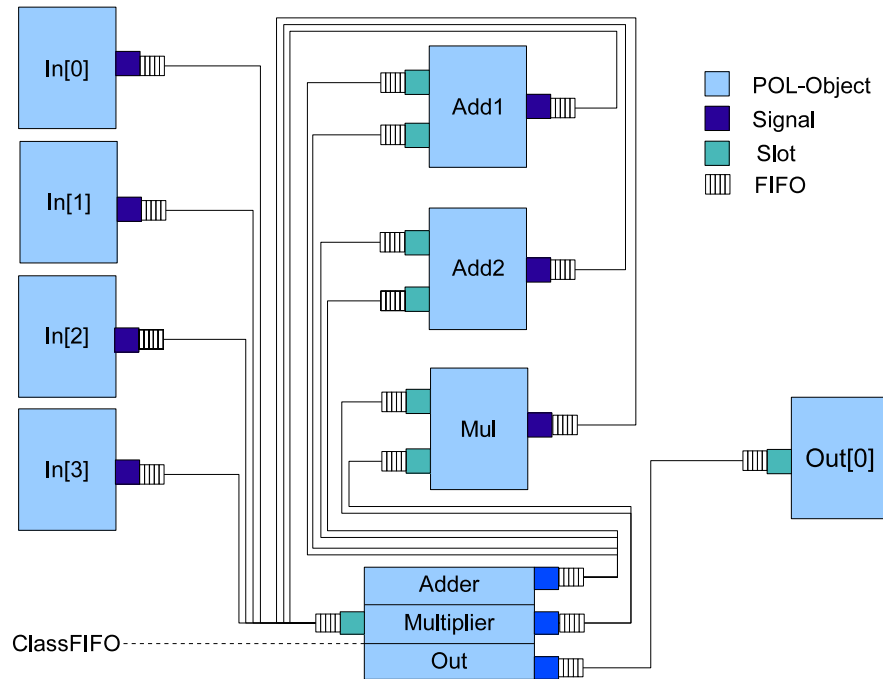 In[0]
In[1]
In[2]
In[3]
Add1
Add2
Mul
POL-Object
Signal
Slot
FIFO
Out[0]
Adder
Multiplier
Out
ClassFIFO